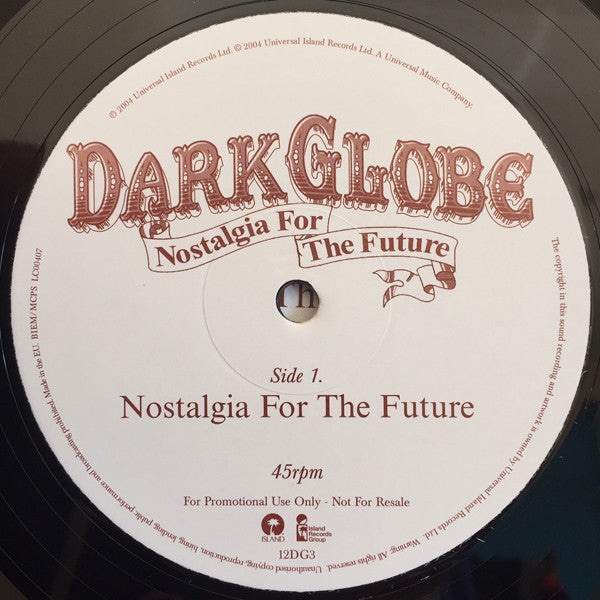 ℗ 2004 Universal Island Records Ltd. © 2004 Universal Island Records Ltd. A Universal Music Company.
DARK GLOBE
Nostalgia For
The Future
Side 1.
Nostalgia For The Future
45rpm
For Promotional Use Only - Not For Resale
ISLAND
Island
Records
Group
12DG3
The copyright in this sound recording and artwork is owned by Universal Island Records Ltd. Warning: All rights reserved. Unauthorised copying, reproduction, hiring, lending, public performance and broadcasting prohibited. Made in the EU. BIEM/MCPS LC00407